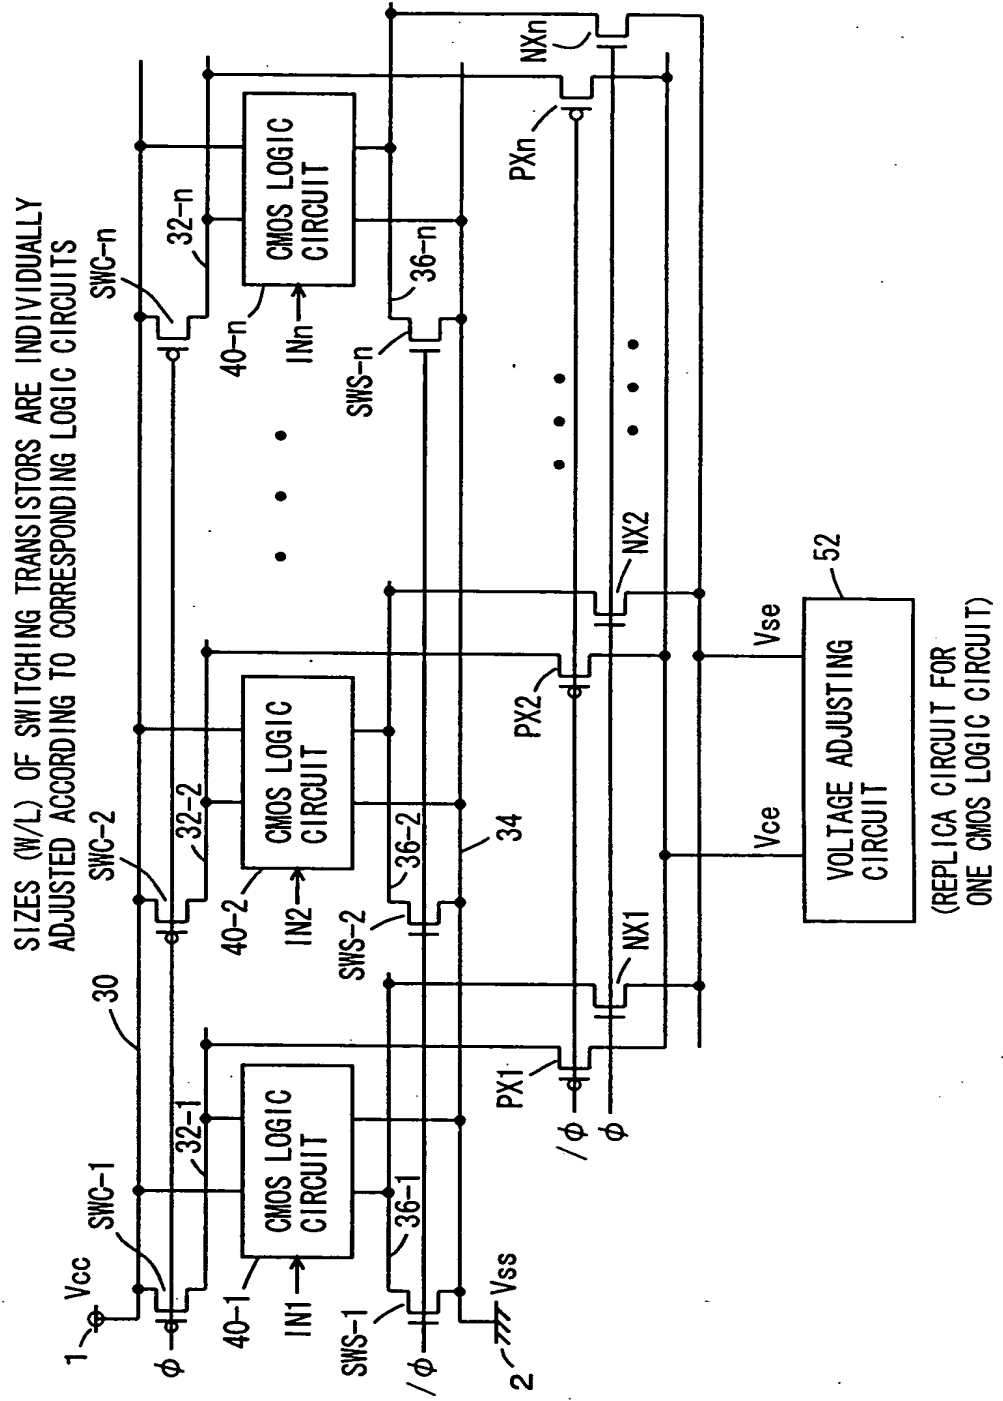 SIZES (W/L) OF SWITCHING TRANSISTORS ARE INDIVIDUALLY
ADJUSTED ACCORDING TO CORRESPONDING LOGIC CIRCUITS
1
Vcc
30
SWC-1
SWC-2
SWC-n
φ
32-1
32-2
32-n
40-1
CMOS LOGIC
CIRCUIT
IN1
40-2
CMOS LOGIC
CIRCUIT
IN2
40-n
CMOS LOGIC
CIRCUIT
INn
SWS-1
36-1
SWS-2
36-2
SWS-n
36-n
/φ
2
Vss
34
PX1
PX2
PXn
/φ
φ
NX1
NX2
NXn
Vce
Vse
52
VOLTAGE ADJUSTING
CIRCUIT
(REPLICA CIRCUIT FOR
ONE CMOS LOGIC CIRCUIT)